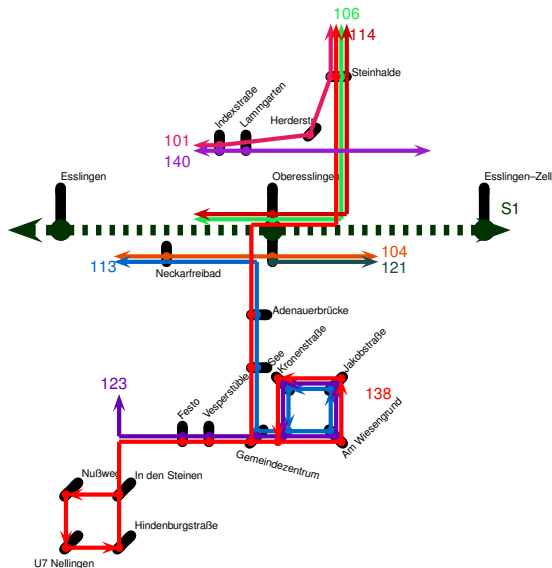 106
114
Steinhalde
Indexstraße
Lammgarten
Herderstr.
101
140
Esslingen
Oberesslingen
Esslingen–Zell
S1
104
113
121
Neckarfreibad
Adenauerbrücke
See
Kronenstraße
Jakobstraße
123
Festo
Vesperstüble
138
Gemeindezentrum
Am Wiesengrund
Nußweg
In den Steinen
Hindenburgstraße
U7 Nellingen